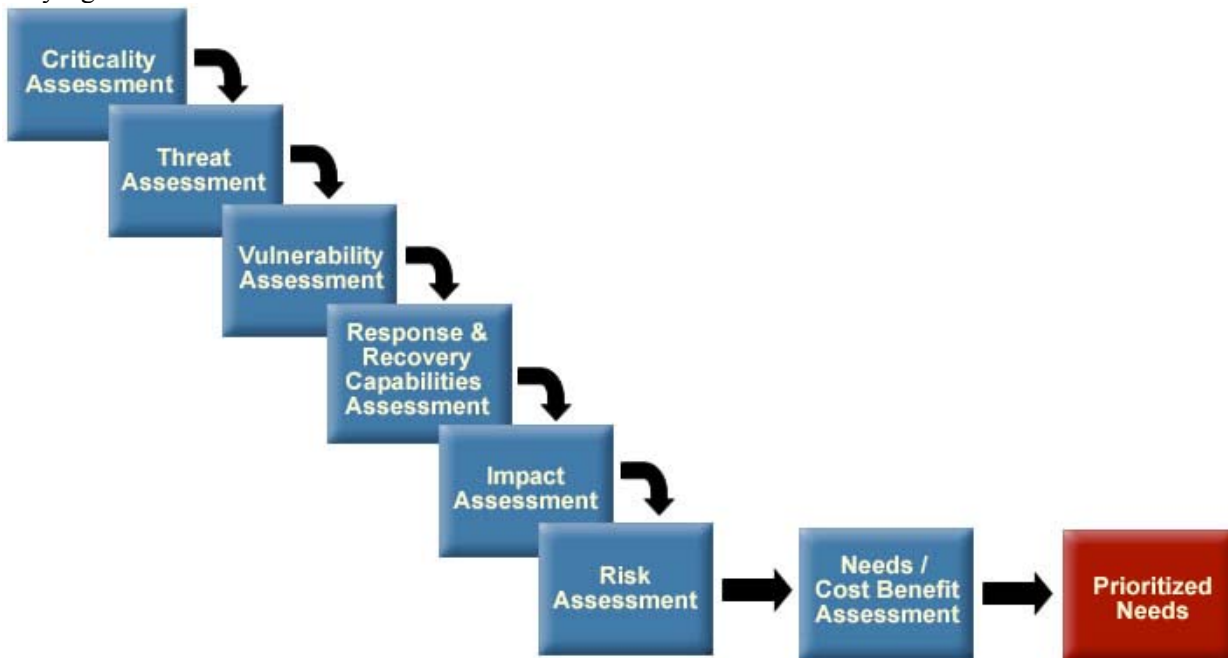 Criticality
Assessment
Threat
Assessment
Vulnerability
Assessment
Response &
Recovery
Capabilities
Assessment
Impact
Assessment
Risk
Assessment
Needs /
Cost Benefit
Assessment
Prioritized
Needs